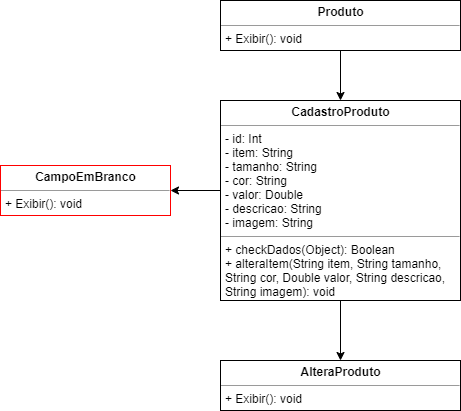 Produto
+ Exibir(): void
CadastroProduto
- id: Int
- item: String
- tamanho: String
- cor: String
- valor: Double
- descricao: String
- imagem: String
+ checkDados(Object): Boolean
+ alteraItem(String item, String tamanho,
String cor, Double valor, String descricao,
String imagem): void
CampoEmBranco
+ Exibir(): void
AlteraProduto
+ Exibir(): void